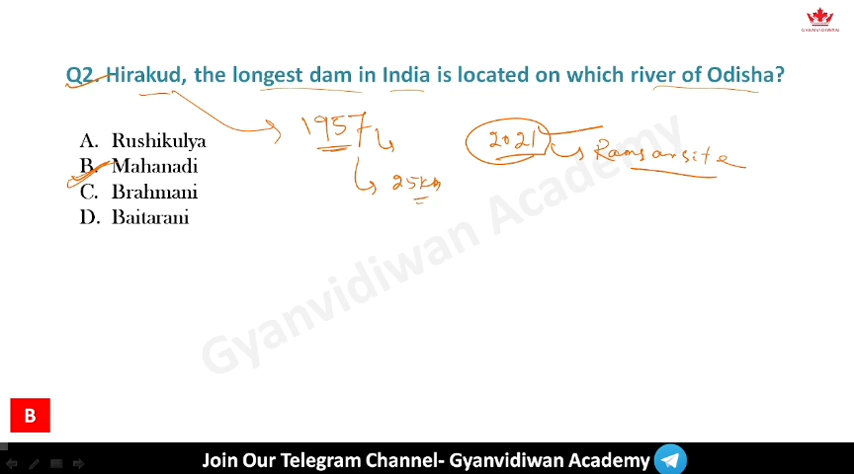 GYANVIDIWAN
Q2. Hirakud, the longest dam in India is located on which river of Odisha?
1957
2021
Ramsar site
25km
A. Rushikulya
B. Mahanadi
C. Brahmani
D. Baitarani
Gyanvidiwan Academy
B
Join Our Telegram Channel- Gyanvidiwan Academy